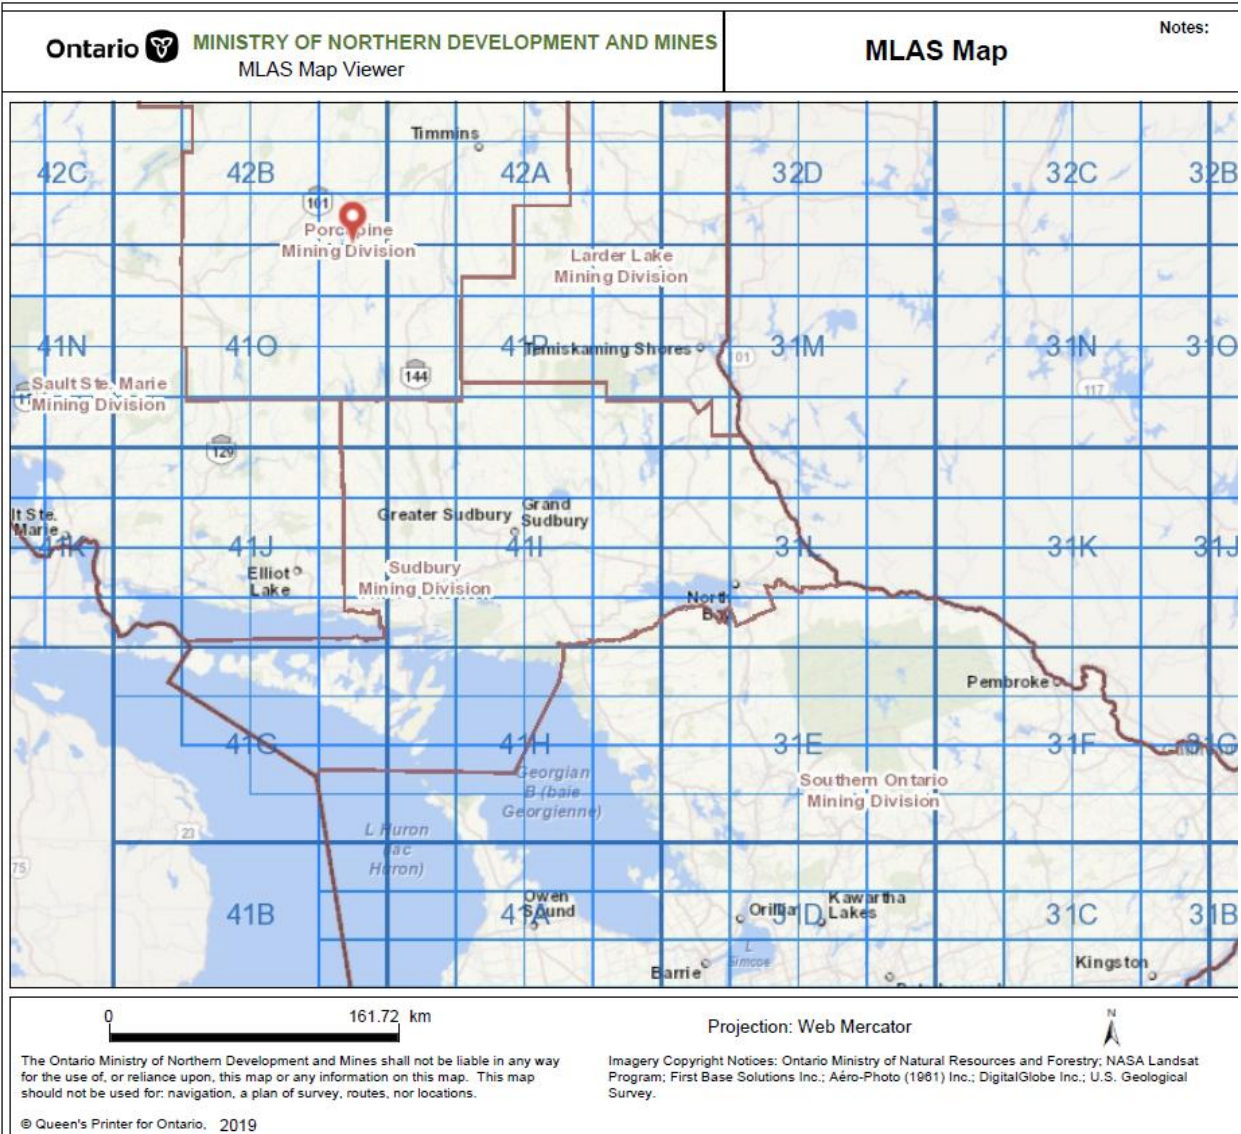 Ontario MINISTRY OF NORTHERN DEVELOPMENT AND MINES
MLAS Map Viewer
MLAS Map
Notes:
Timmins
42C 42B 42A 32D 32C 32B
101
Porcupine
Mining Division
Larder Lake
Mining Division
41N 41O 41P Temiskaming Shores 01 31M 31N 31O
144
117
Sault Ste. Marie
Mining Division
129
lt Ste.
Marie
Greater Sudbury
Grand
Sudbury
41K 41J 41I 31L 31K 31J
Elliot
Lake
Sudbury
Mining Division
North
Bay
Pembroke
41G 41H 31E 31F 31G
Georgian
B (baie
Georgienne)
Southern Ontario
Mining Division
23
L Huron
(lac
Huron)
75
41B 41A 31D 31C 31B
Owen
Sound
Orillia
Kawartha
Lakes
L
Simcoe
Barrie
Kingston
0 161.72 km
Projection: Web Mercator
N
The Ontario Ministry of Northern Development and Mines shall not be liable in any way
for the use of, or reliance upon, this map or any information on this map. This map
should not be used for: navigation, a plan of survey, routes, nor locations.
Imagery Copyright Notices: Ontario Ministry of Natural Resources and Forestry; NASA Landsat
Program; First Base Solutions Inc.; Aéro-Photo (1961) Inc.; DigitalGlobe Inc.; U.S. Geological
Survey.
© Queen's Printer for Ontario, 2019